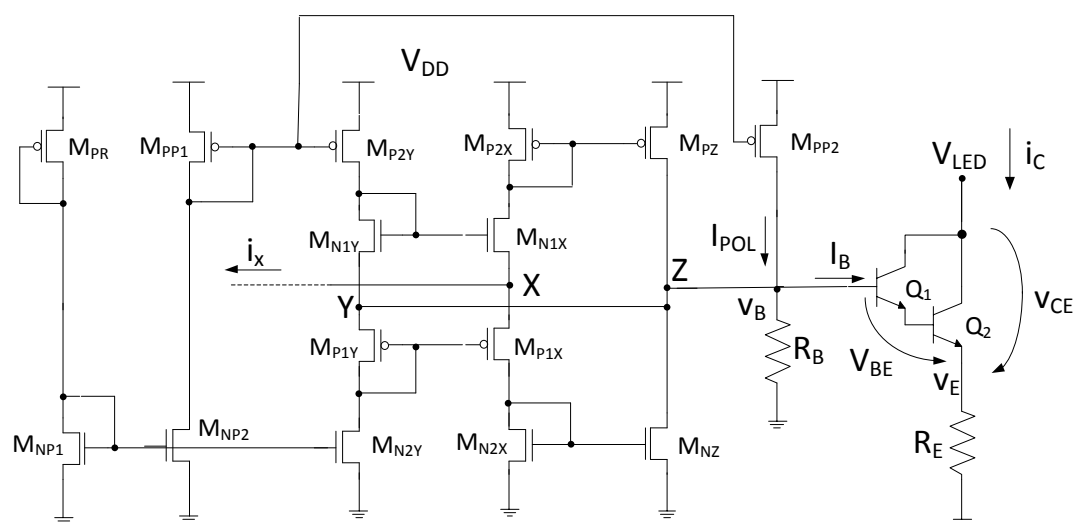 V_DD
M_PR
M_PP1
M_P2Y
M_P2X
M_PZ
M_PP2
V_LED
i_C
M_N1Y
M_N1X
I_POL
i_x
X
Z
I_B
Q_1
Y
v_B
Q_2
v_CE
M_P1Y
M_P1X
R_B
V_BE
v_E
M_NP1
M_NP2
M_N2Y
M_N2X
M_NZ
R_E